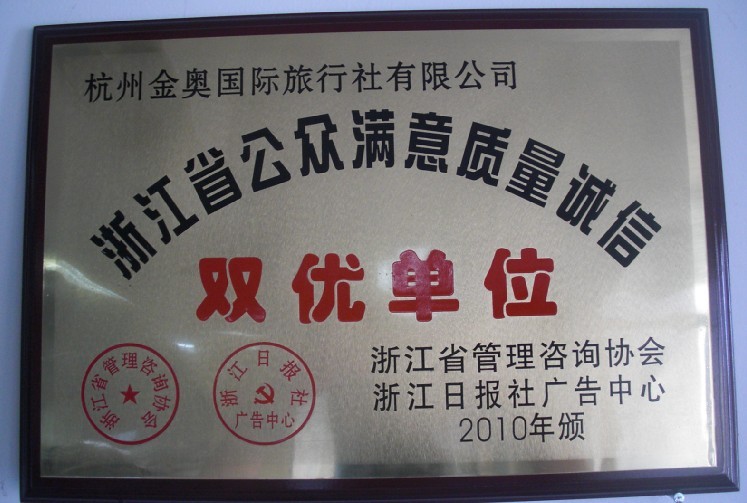 杭州金奥国际旅行社有限公司
浙江省公众满意质量诚信
双优单位
浙江省管理咨询协会
浙江日报社
广告中心
浙江省管理咨询协会
浙江日报社广告中心
2010年颁